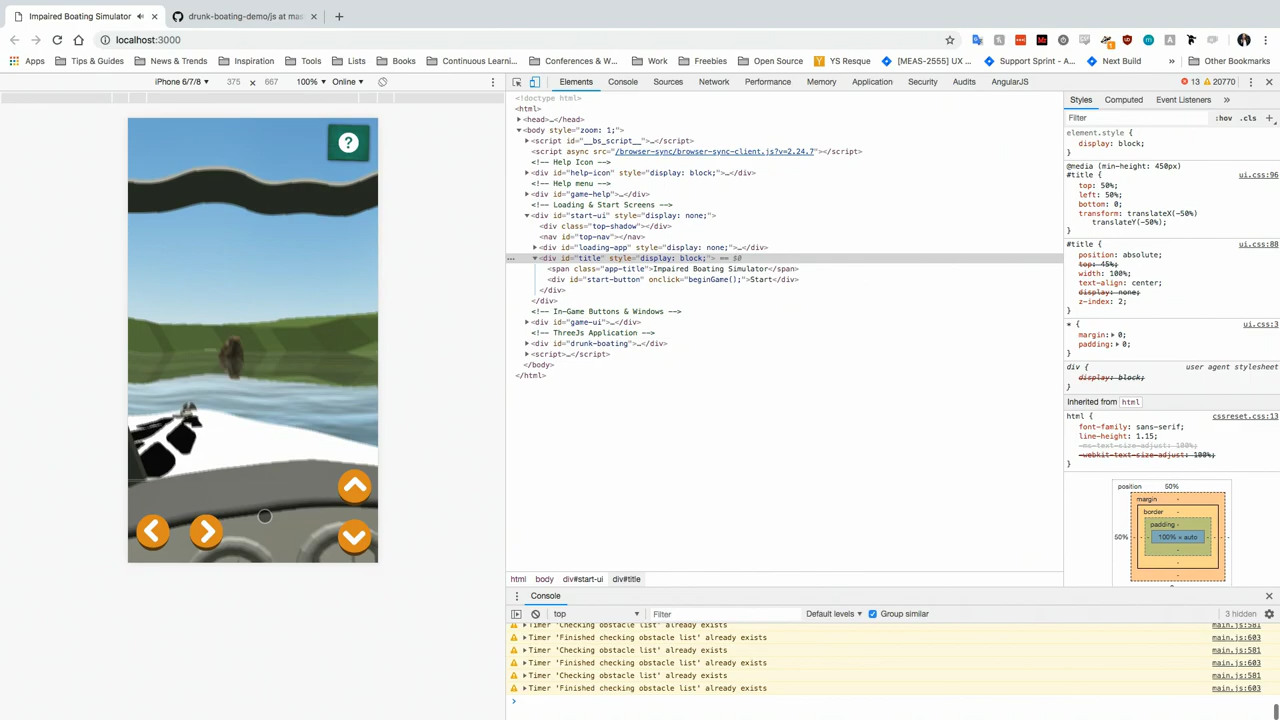 Impaired Boating Simulator
drunk-boating-demo/js at mas
localhost:3000
Apps Tips & Guides News & Trends Inspiration Tools Lists Books Continuous Learni... Conferences & W... Work Freebies Open Source YS Resque [MEAS-2555] UX ... Support Sprint - A... Next Build » Other Bookmarks
iPhone 6/7/8 ▾ 375 × 667 100% ▾ Online ▾
Elements Console Sources Network Performance Memory Application Security Audits AngularJS 13 20770
?
<!doctype html>
<html>
<head>…</head>
<body style="zoom: 1;">
<script id="__bs_script__">…</script>
<script async src="/browser-sync/browser-sync-client.js?v=2.24.7"></script>
<!-- Help Icon -->
<div id="help-icon" style="display: block;">…</div>
<!-- Help menu -->
<div id="game-help">…</div>
<!-- Loading & Start Screens -->
<div id="start-ui" style="display: none;">
<div class="top-shadow"></div>
<nav id="top-nav"></nav>
<div id="loading-app" style="display: none;">…</div>
<div id="title" style="display: block;"> == $0
<span class="app-title">Impaired Boating Simulator</span>
<div id="start-button" onclick="beginGame();">Start</div>
</div>
</div>
<!-- In-Game Buttons & Windows -->
<div id="game-ui">…</div>
<!-- ThreeJs Application -->
<div id="drunk-boating">…</div>
<script>…</script>
</body>
</html>
Styles Computed Event Listeners »
Filter :hov .cls +
element.style {
display: block;
}
@media (min-height: 450px)
#title { ui.css:96
top: 50%;
left: 50%;
bottom: 0;
transform: translateX(-50%)
translateY(-50%);
}
#title { ui.css:88
position: absolute;
top: 45%;
width: 100%;
text-align: center;
display: none;
z-index: 2;
}
* { ui.css:3
margin: 0;
padding: 0;
}
div { user agent stylesheet
display: block;
}
Inherited from html
html { cssreset.css:13
font-family: sans-serif;
line-height: 1.15;
-ms-text-size-adjust: 100%;
-webkit-text-size-adjust: 100%;
}
position 50%
margin -
border -
padding -
50% - - - 100% × auto - - -
-
-
-
html body div#start-ui div#title
Console
top ▾ Filter Default levels ▾ Group similar 3 hidden
Timer 'Checking obstacle list' already exists main.js:581
Timer 'Finished checking obstacle list' already exists main.js:603
Timer 'Checking obstacle list' already exists main.js:581
Timer 'Finished checking obstacle list' already exists main.js:603
Timer 'Checking obstacle list' already exists main.js:581
Timer 'Finished checking obstacle list' already exists main.js:603